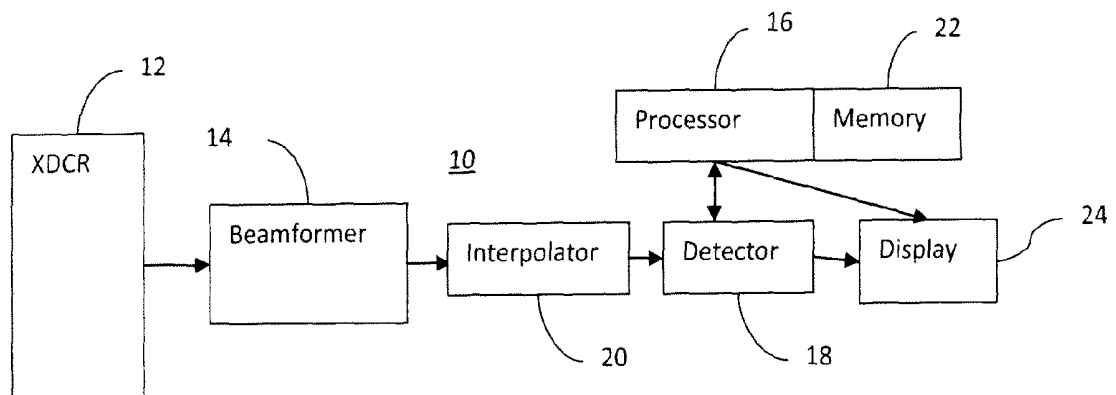 12
XDCR
14
Beamformer
10
Interpolator
20
16
22
Processor
Memory
Detector
18
Display
24